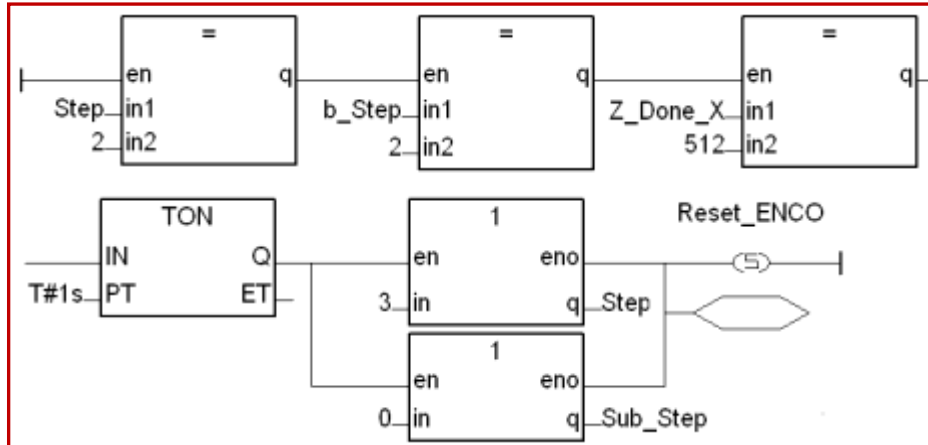 = = =
en q en q en q
Step in1 b_Step in1 Z_Done_X in1
2 in2 2 in2 512 in2
TON 1 Reset_ENCO
IN Q en eno S
T#1s PT ET 3 in q Step
1
en eno
0 in q Sub_Step